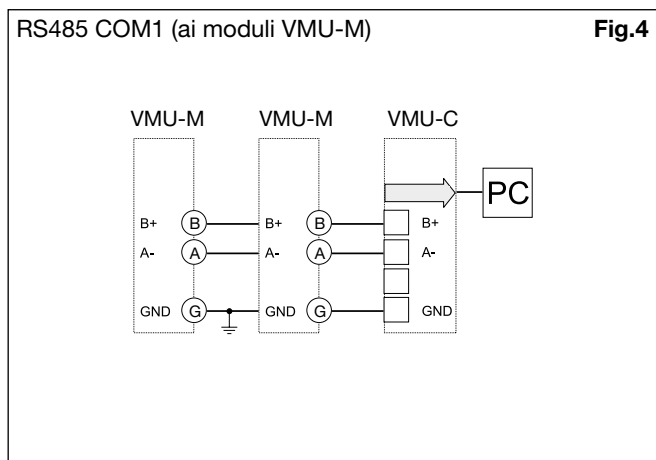 RS485 COM1 (ai moduli VMU-M) Fig.4
VMU-M VMU-M VMU-C
PC
B+ B B+ B B+
A- A A- A A-
GND G GND G GND